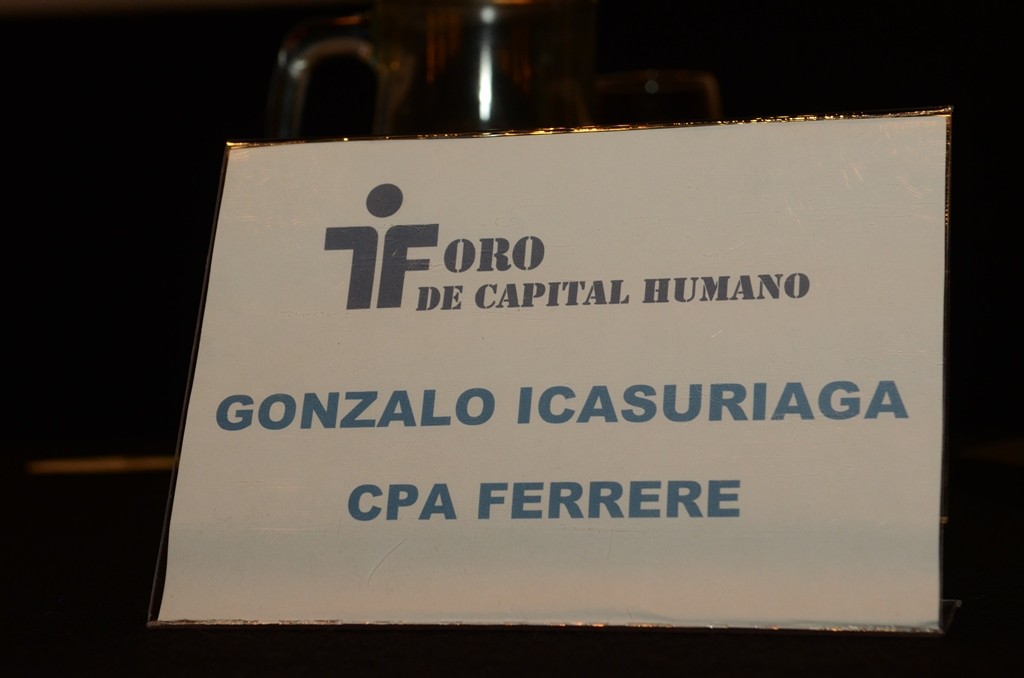 FORO
DE CAPITAL HUMANO
GONZALO ICASURIAGA
CPA FERRERE